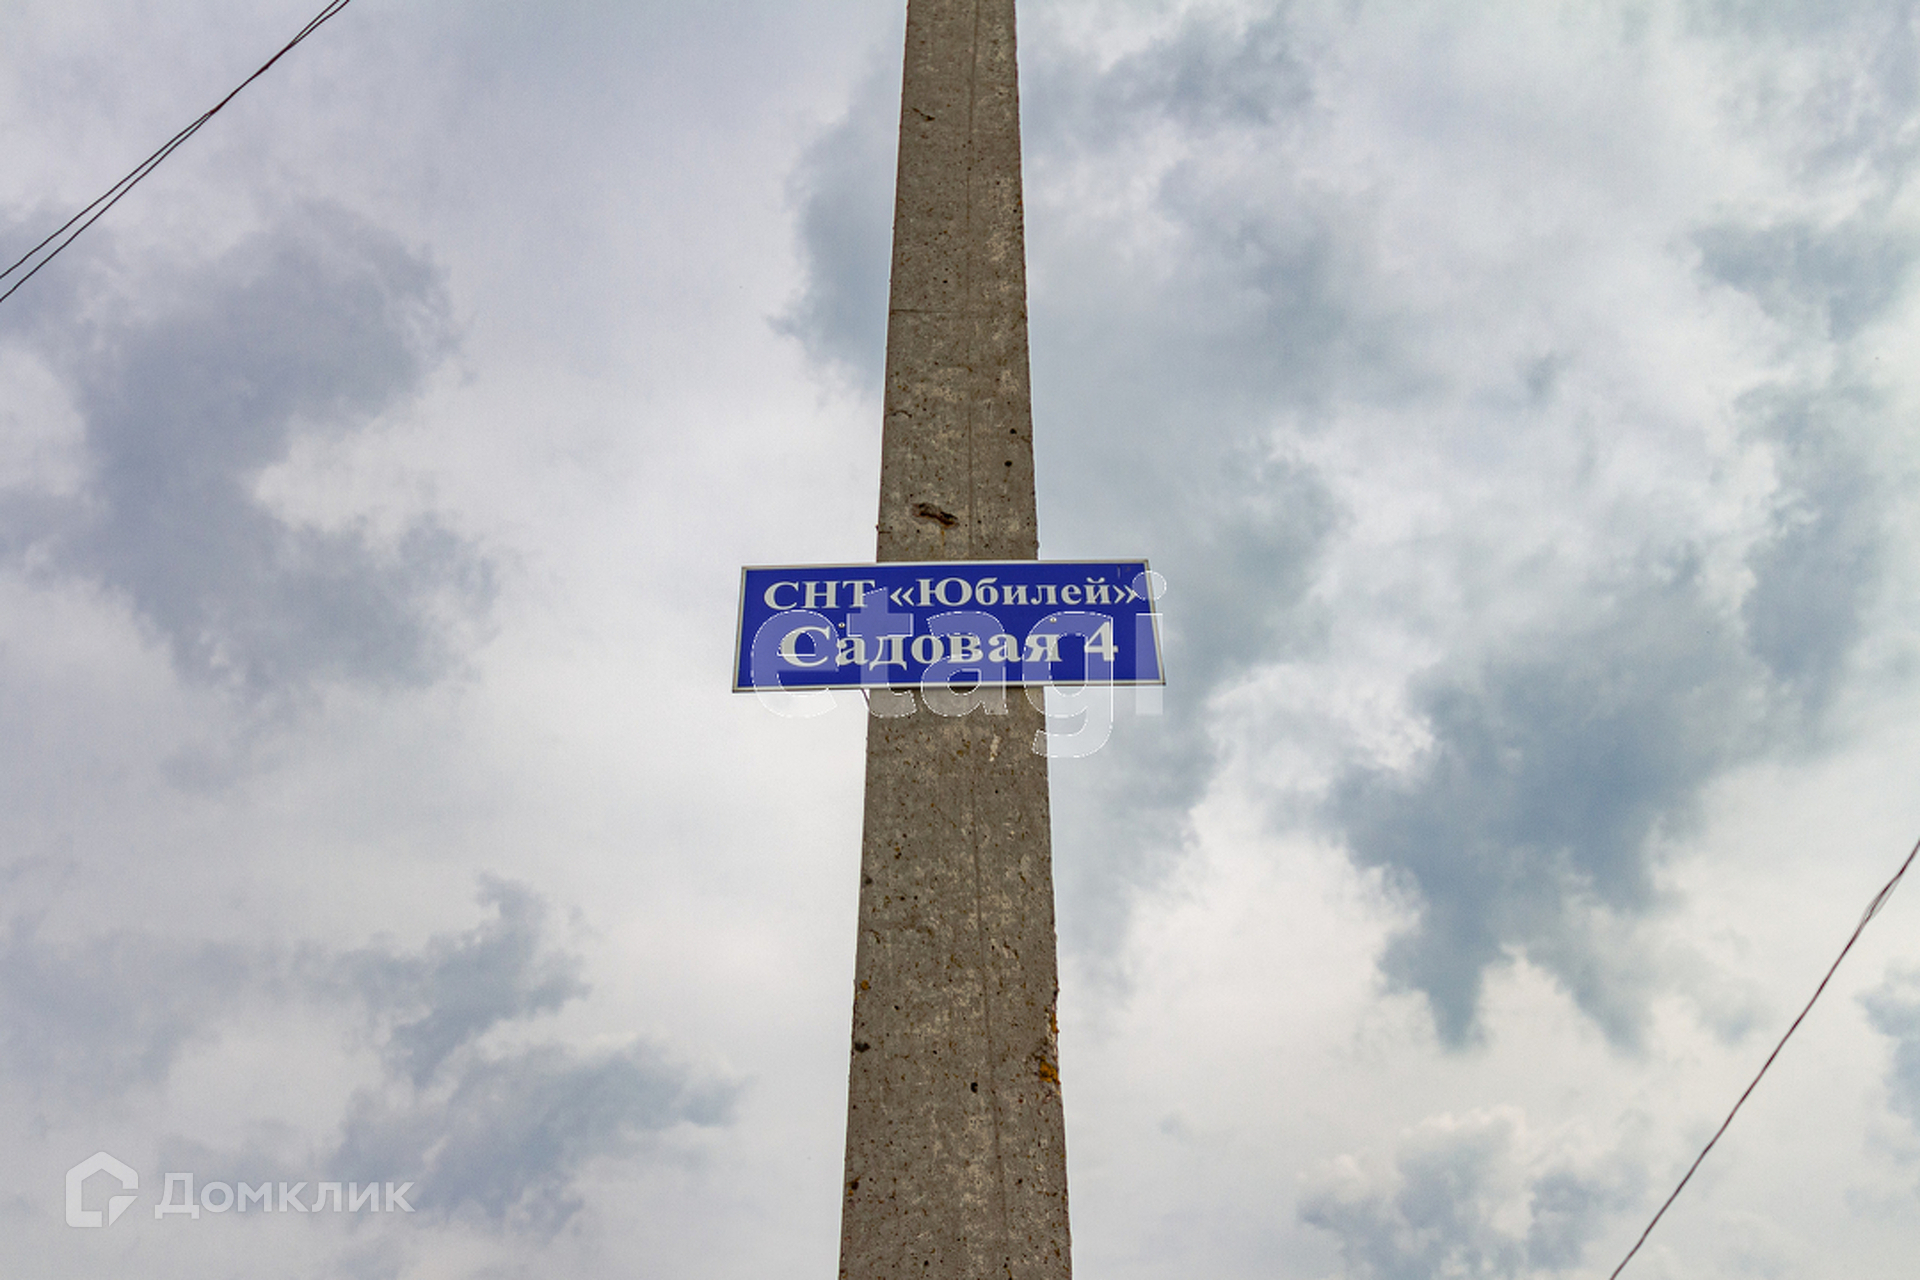 СНТ «Юбилей»
Садовая 4
etagi
Домклик